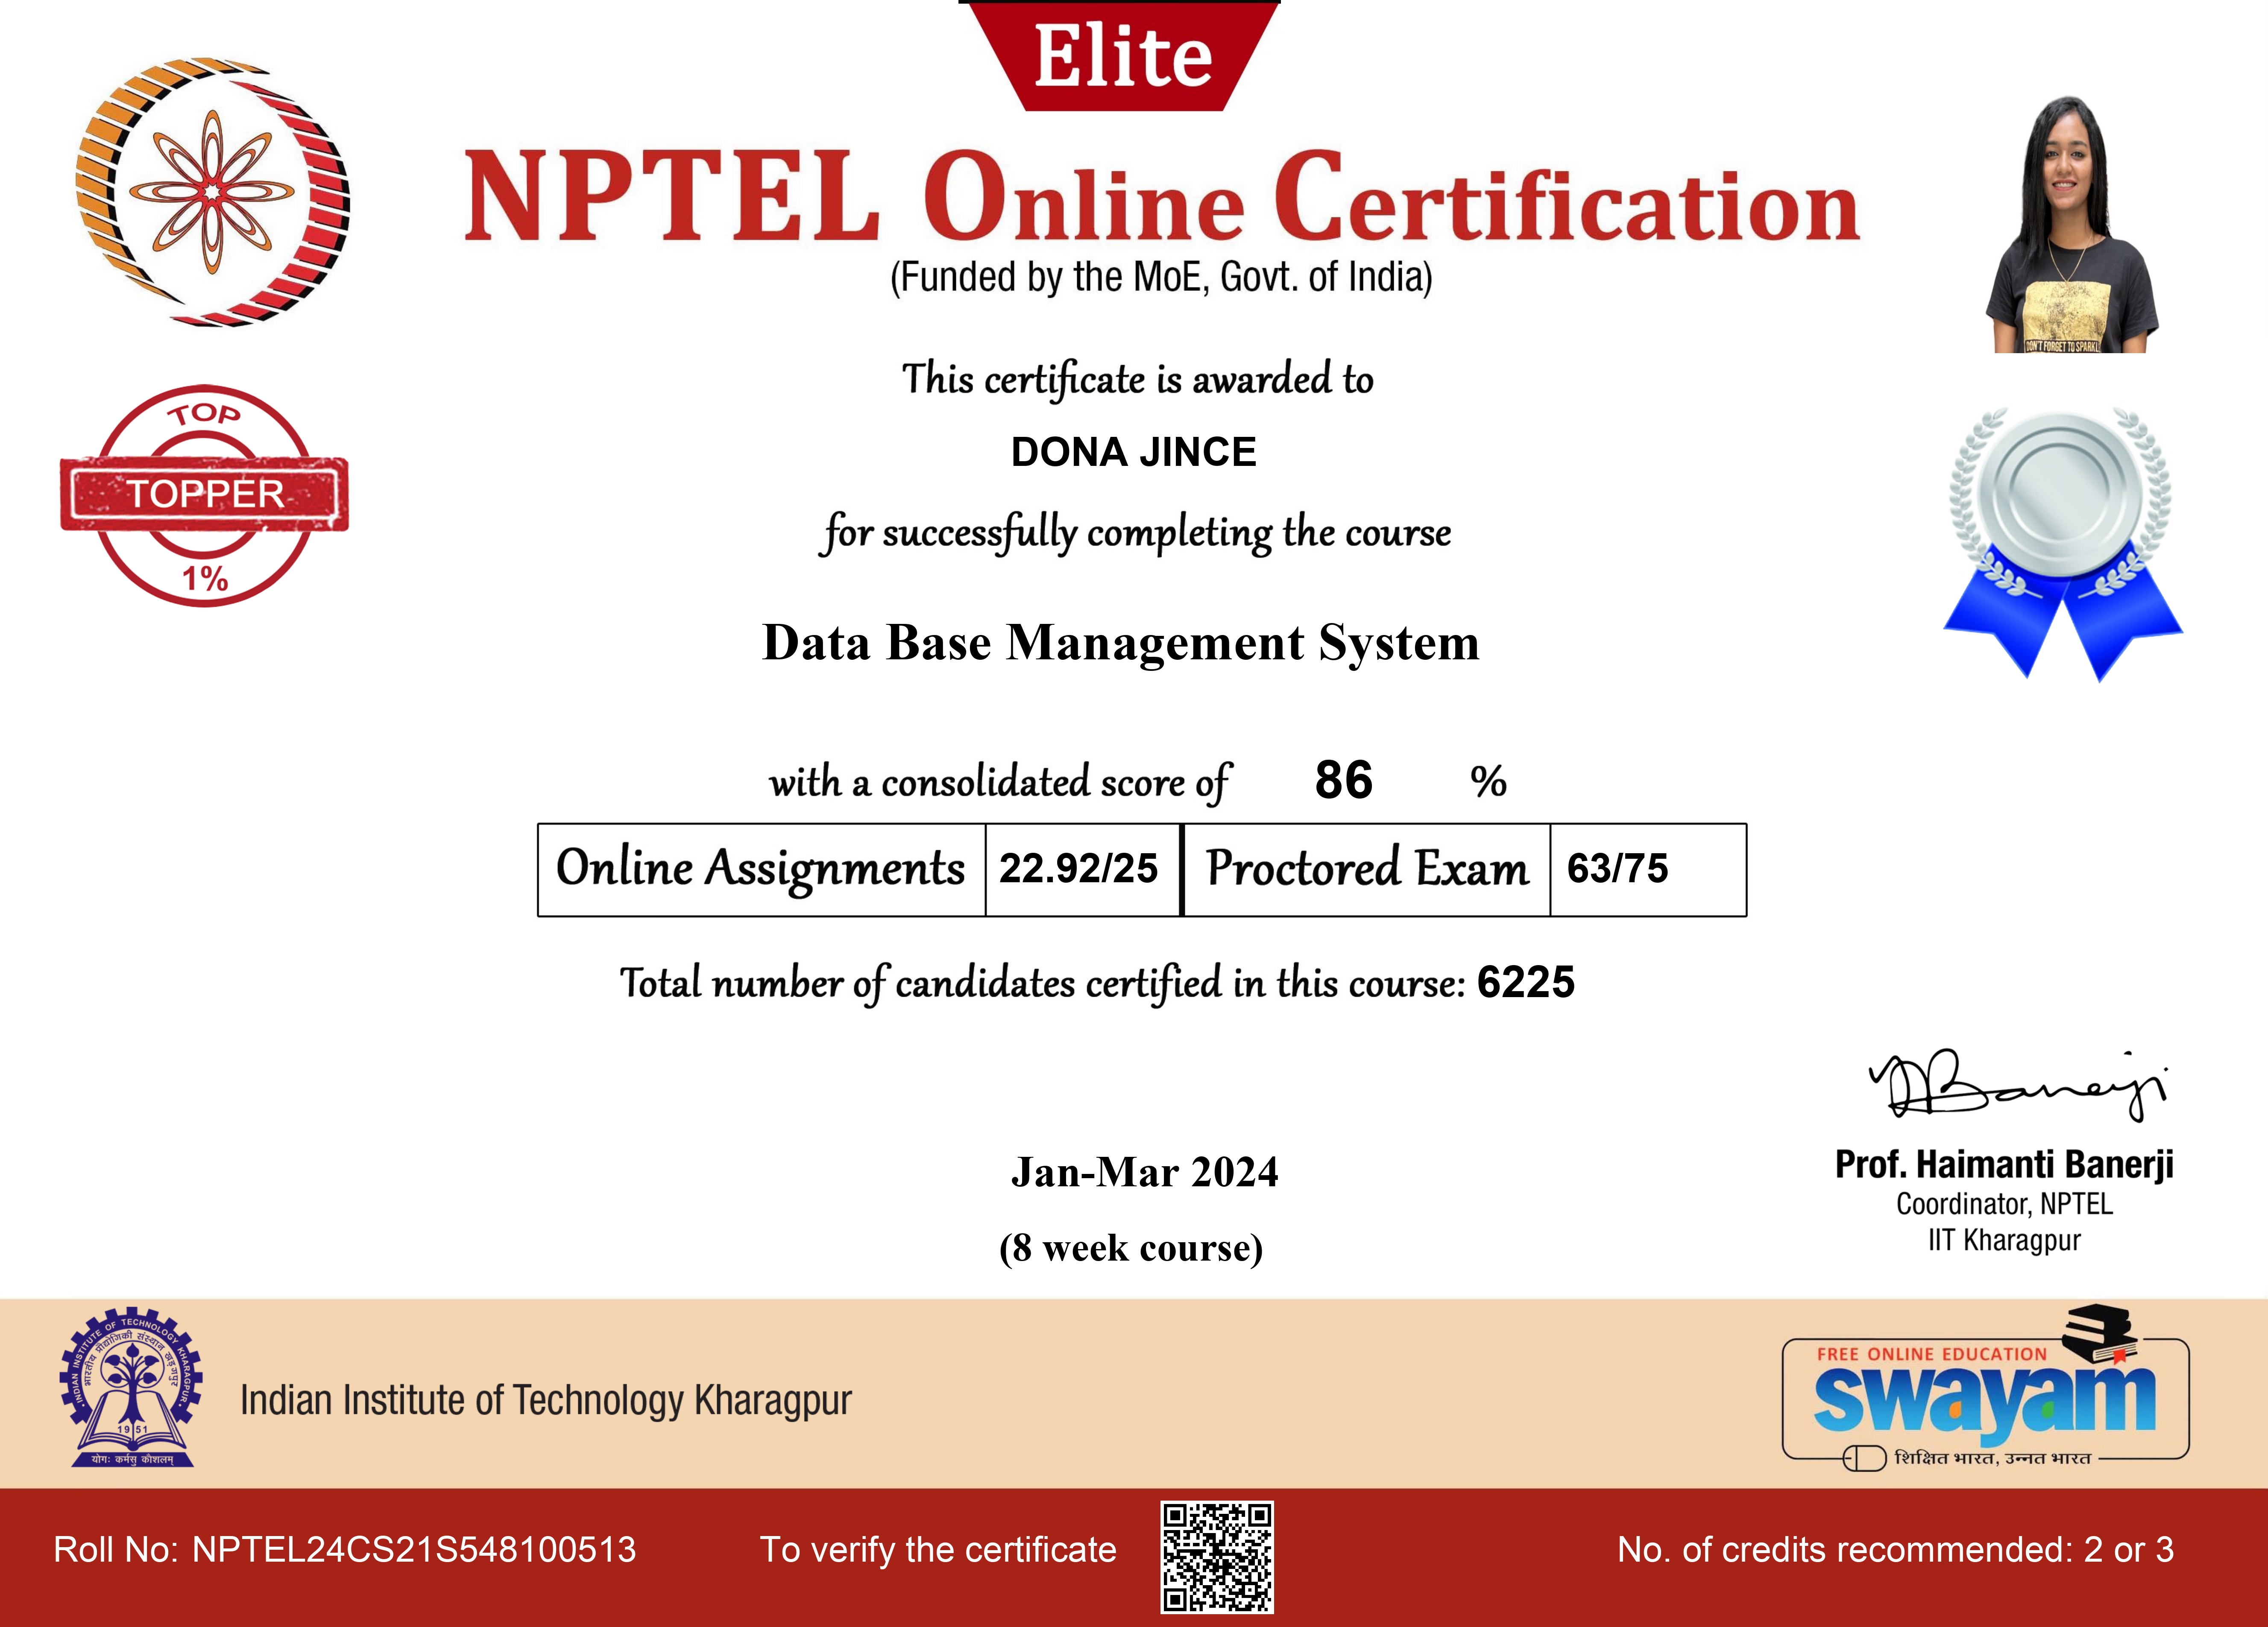 Elite
NPTEL Online Certification
(Funded by the MoE, Govt. of India)
DON'T FORGET TO SPARKL
This certificate is awarded to
DONA JINCE
TOP
TOPPER
1%
for successfully completing the course
Data Base Management System
with a consolidated score of 86 %
Online Assignments 22.92/25 Proctored Exam 63/75
Total number of candidates certified in this course: 6225
Banerji
Prof. Haimanti Banerji
Coordinator, NPTEL
IIT Kharagpur
Jan-Mar 2024
(8 week course)
INDIAN INSTITUTE OF TECHNOLOGY KHARAGPUR
भारतीय प्रौद्योगिकी संस्थान खड़गपुर
1951
योगः कर्मसु कौशलम्
Indian Institute of Technology Kharagpur
FREE ONLINE EDUCATION
swayam
शिक्षित भारत, उन्नत भारत
Roll No: NPTEL24CS21S548100513
To verify the certificate
No. of credits recommended: 2 or 3